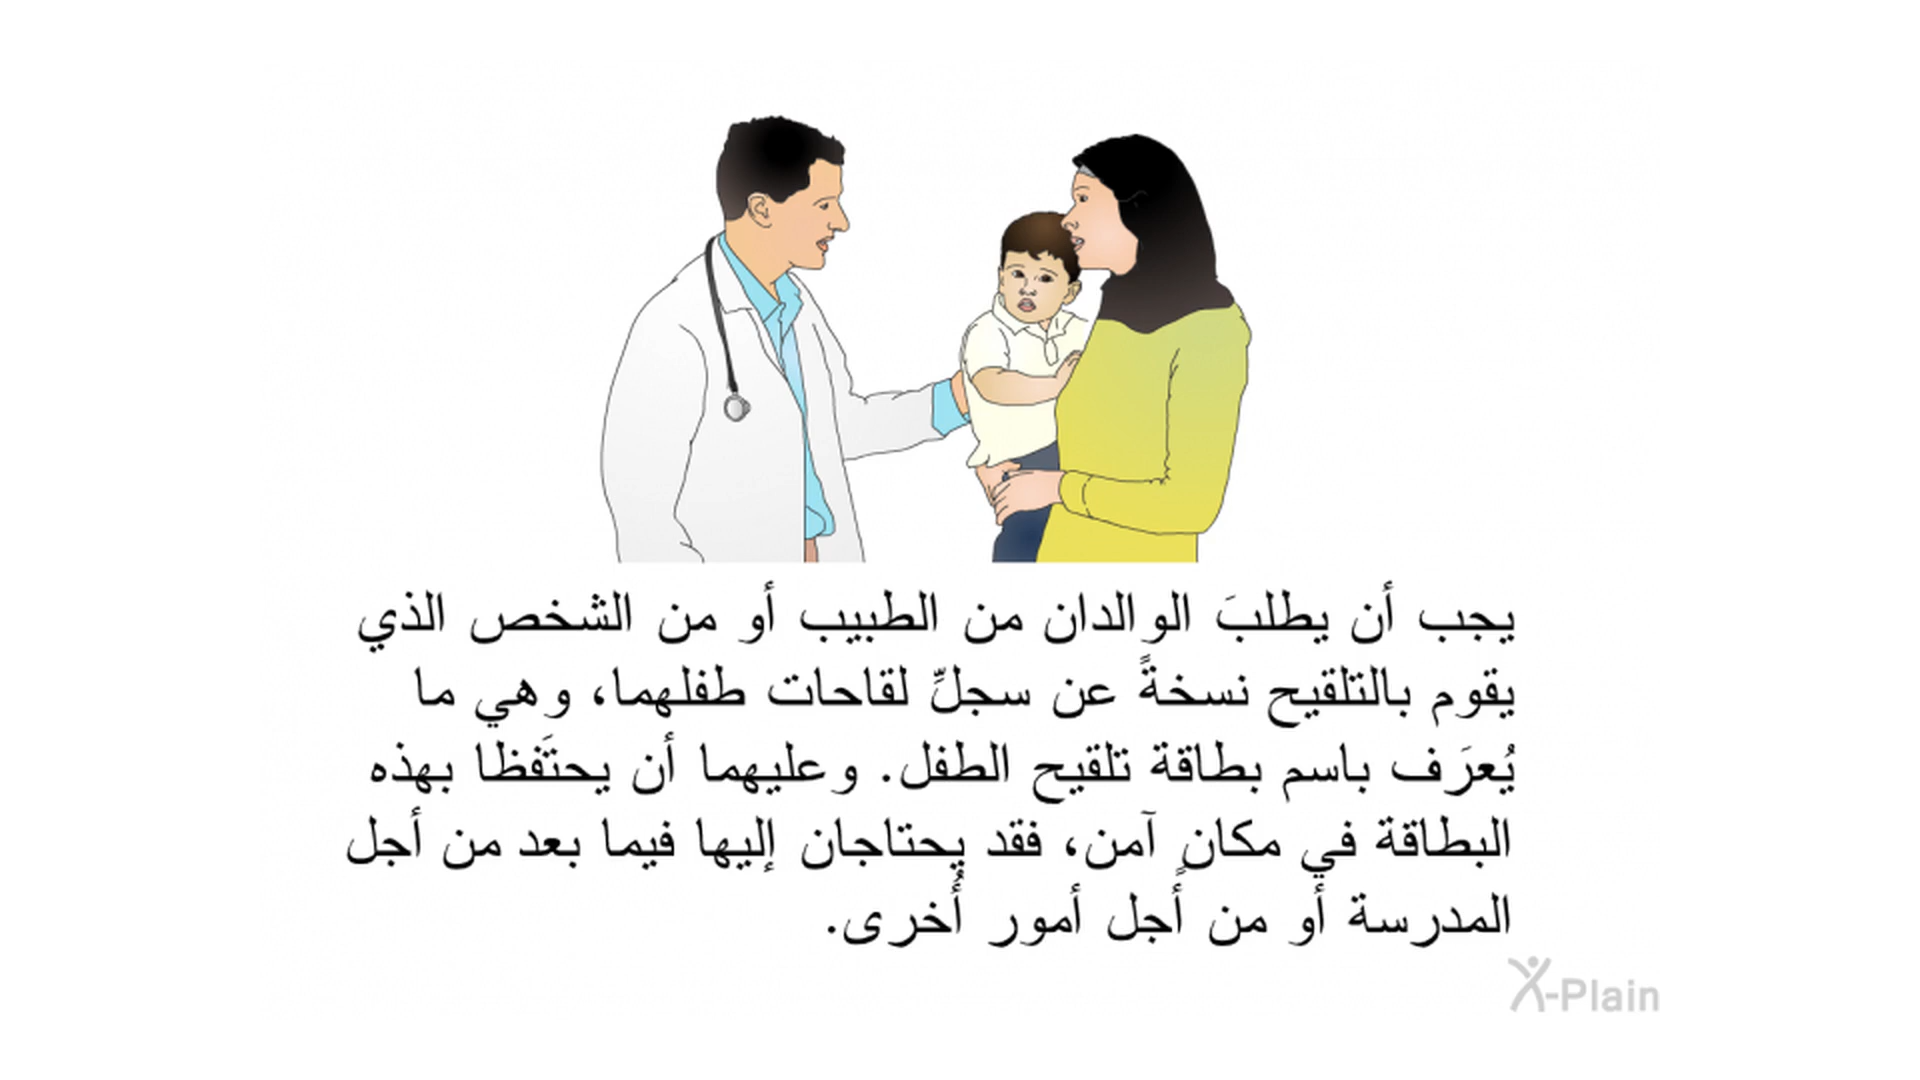 يجب أن يطلبَ الوالدان من الطبيب أو من الشخص الذي
يقوم بالتلقيح نسخةً عن سجلِّ لقاحات طفلهما، وهي ما
يُعرَف باسم بطاقة تلقيح الطفل. وعليهما أن يحتَفظا بهذه
البطاقة في مكانٍ آمن، فقد يحتاجان إليها فيما بعد من أجل
المدرسة أو من أجل أمور أُخرى.
X-Plain